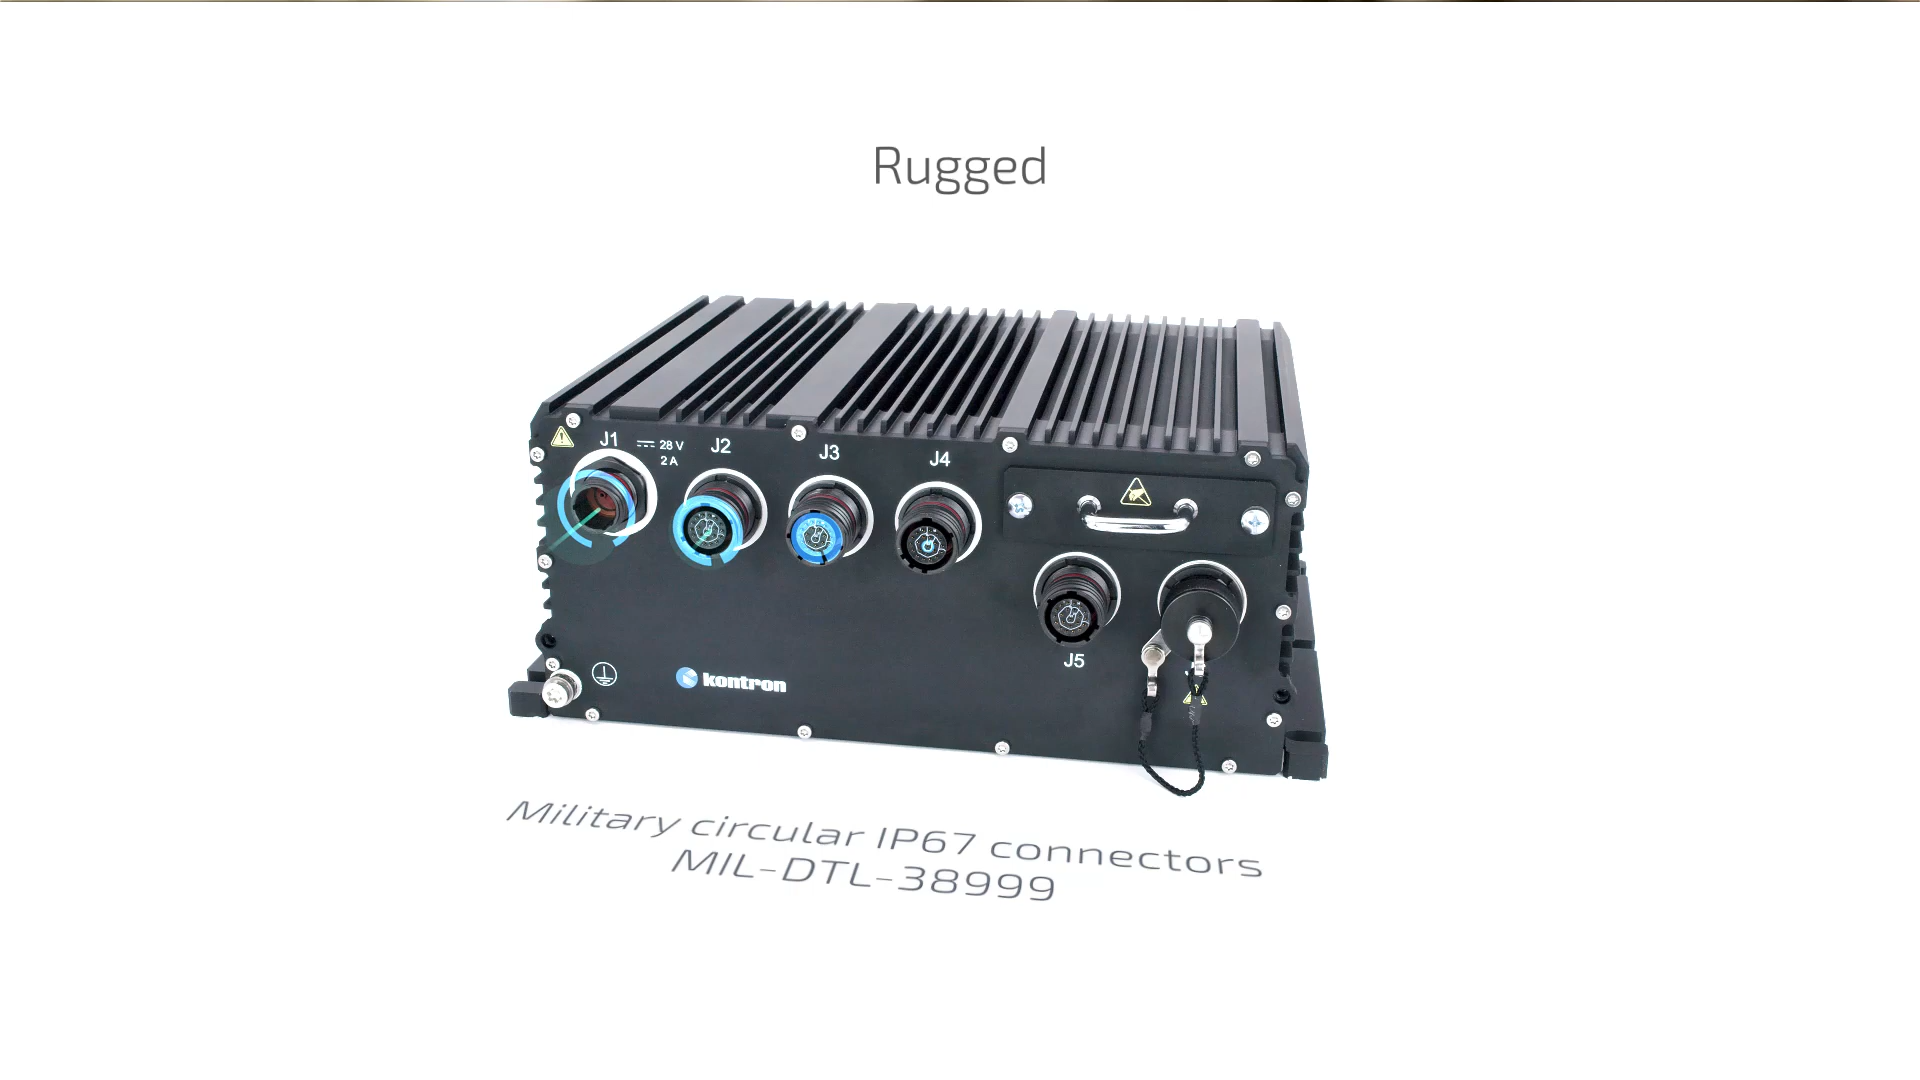 Rugged
J1
28 V
2 A
J2
J3
J4
J5
kontron
Military circular IP67 connectors
MIL-DTL-38999